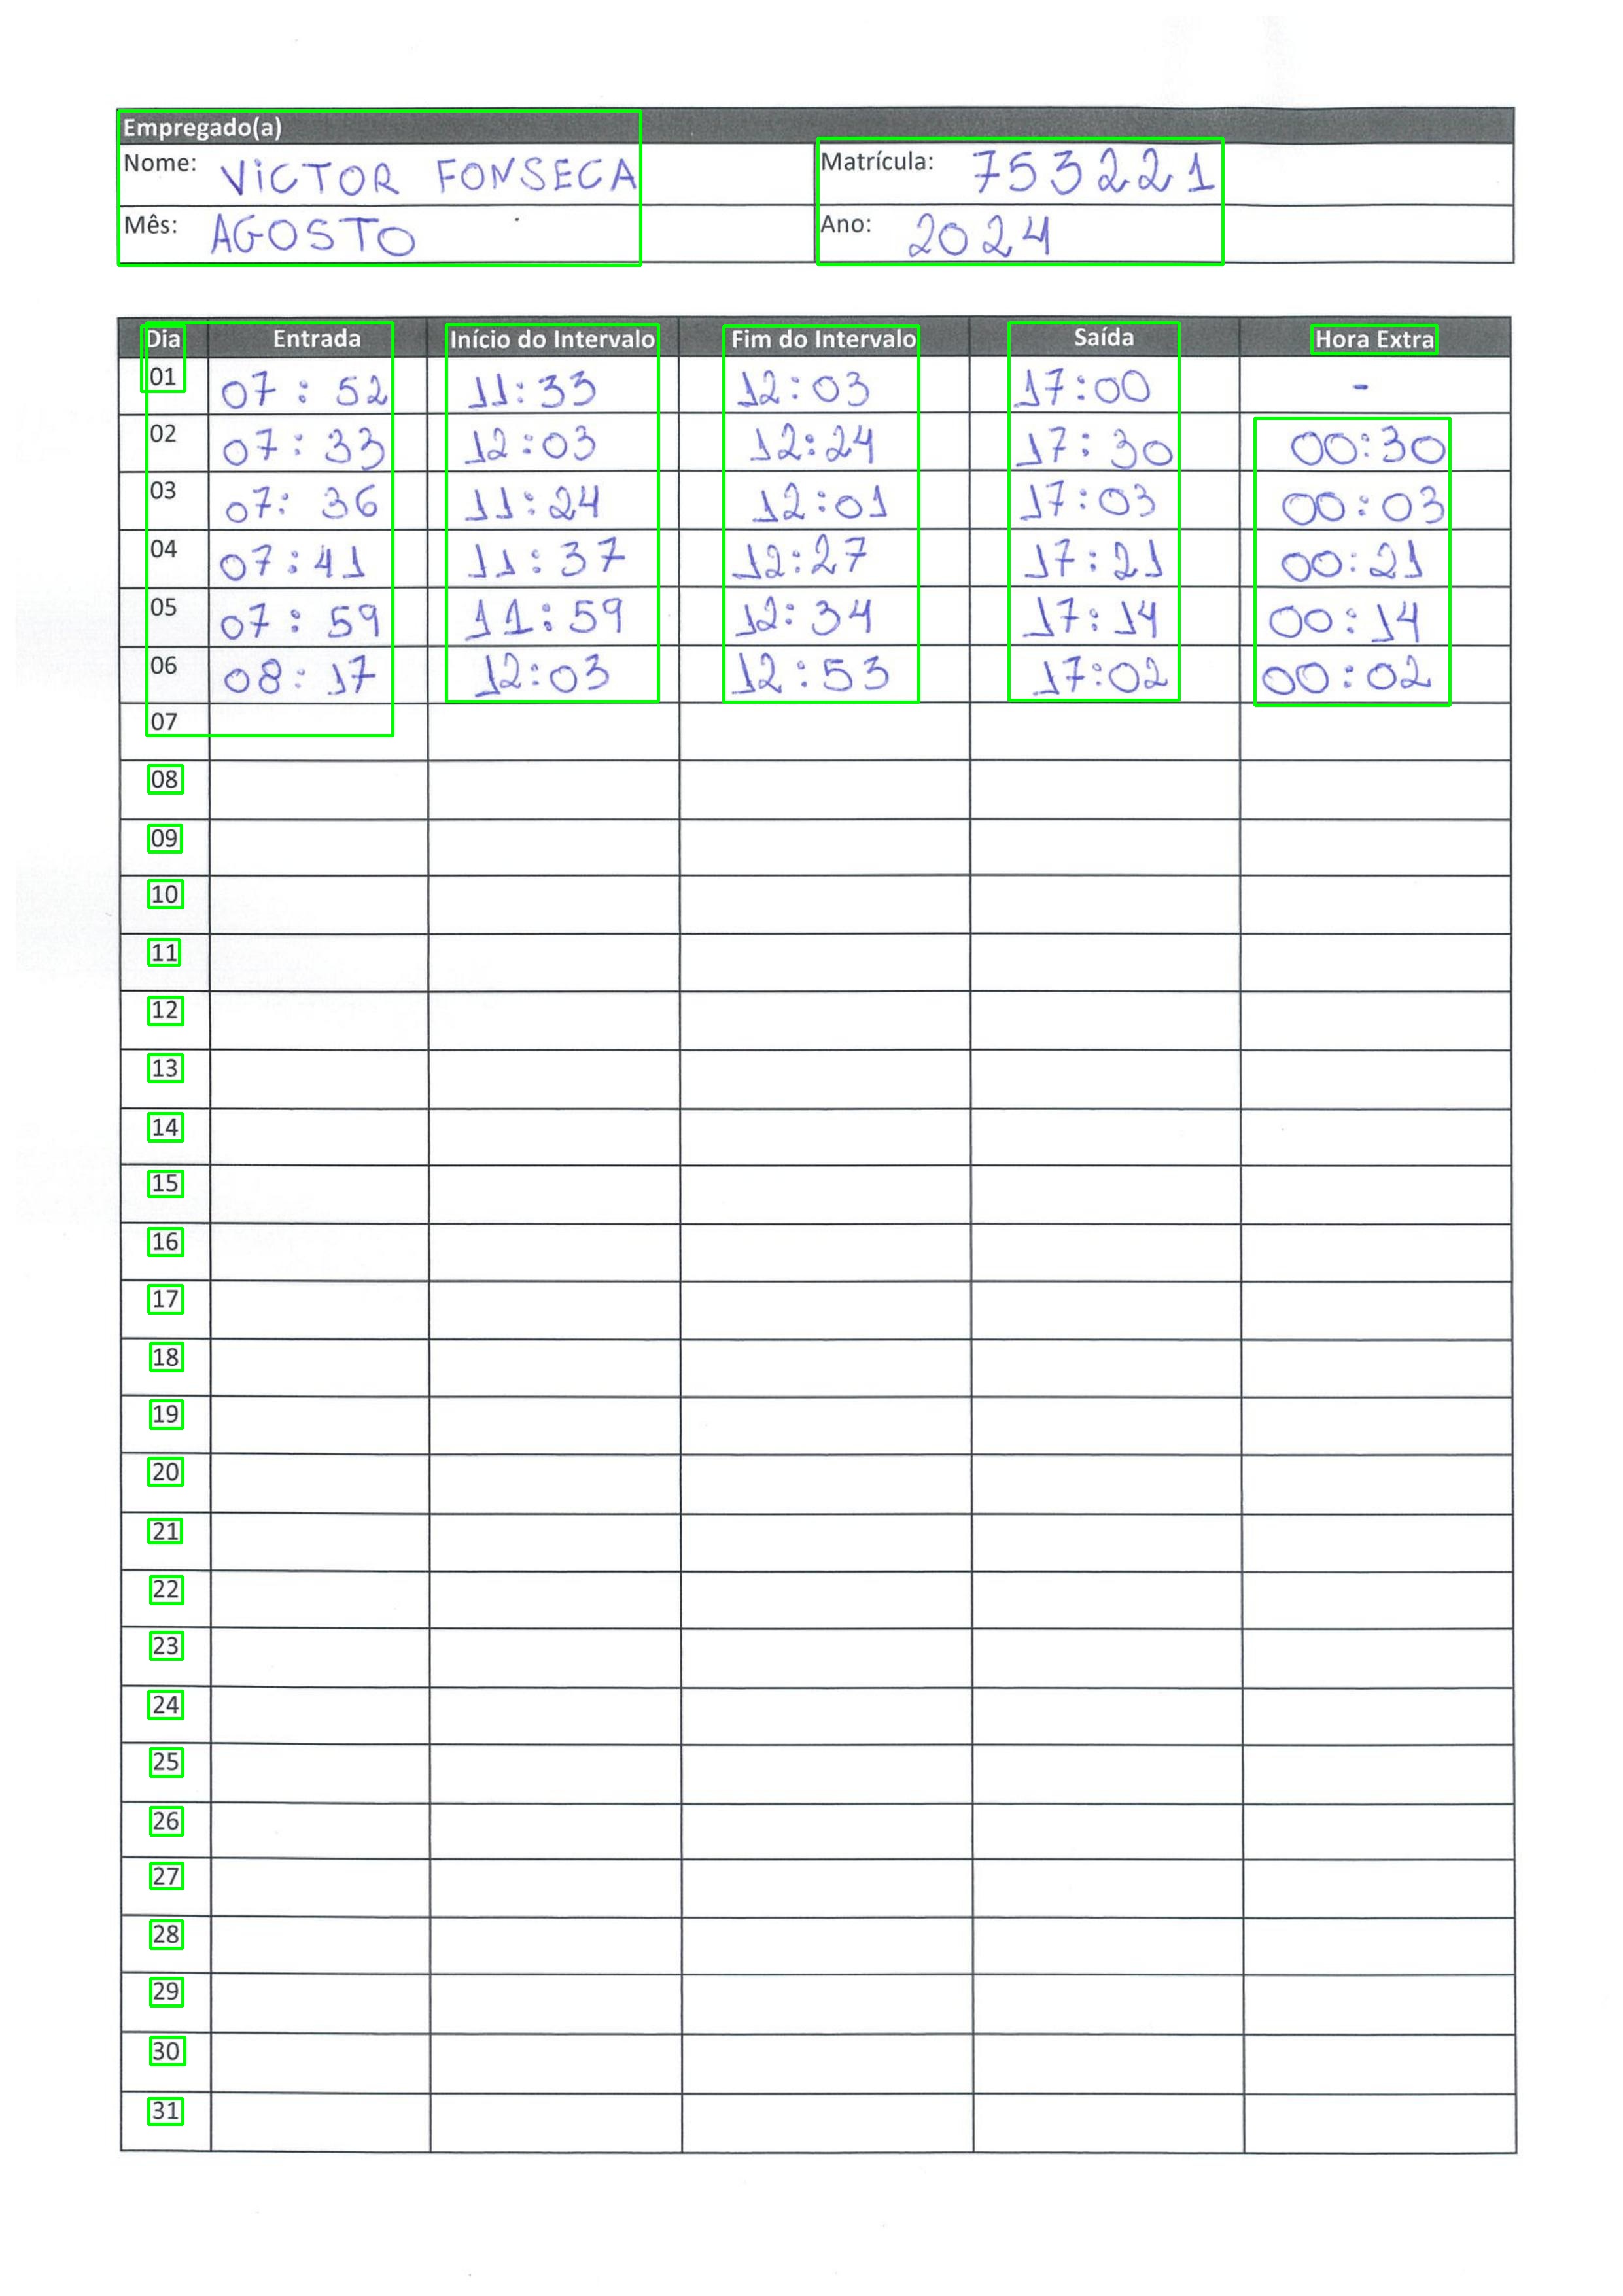 Empregado(a)
Nome: VICTOR FONSECA Matrícula: 753221
Mês: AGOSTO Ano: 2024
Dia Entrada Início do Intervalo Fim do Intervalo Saída Hora Extra
01 07:52 11:33 12:03 17:00 -
02 07:33 12:03 12:24 17:30 00:30
03 07:36 11:24 12:01 17:03 00:03
04 07:41 11:37 12:27 17:21 00:21
05 07:59 11:59 12:34 17:14 00:14
06 08:17 12:03 12:53 17:02 00:02
07
08
09
10
11
12
13
14
15
16
17
18
19
20
21
22
23
24
25
26
27
28
29
30
31